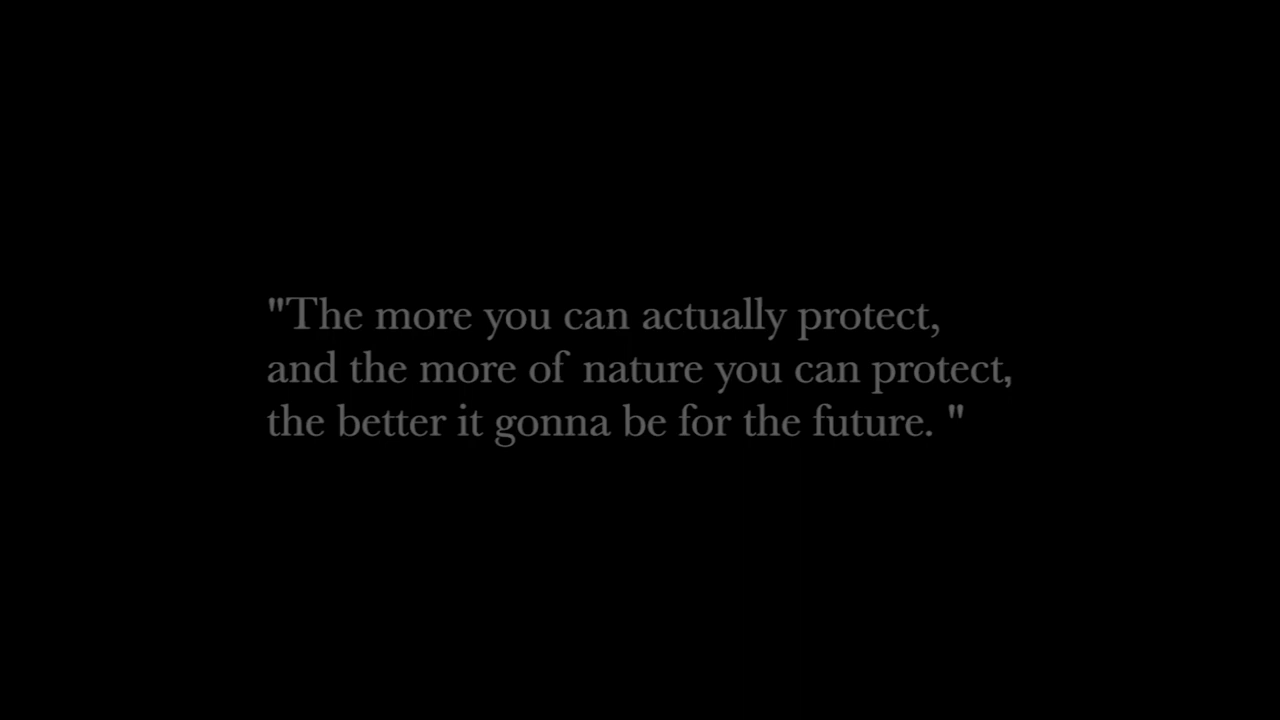 "The more you can actually protect,
and the more of nature you can protect,
the better it gonna be for the future. "